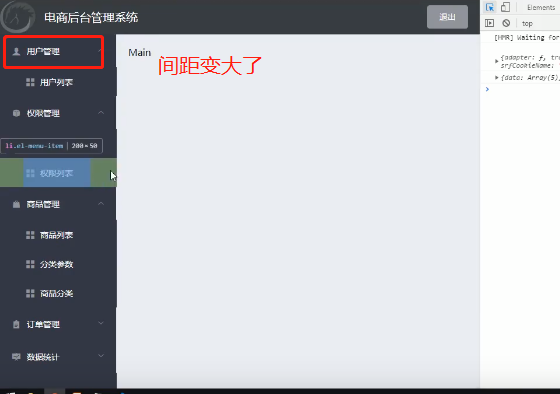 电商后台管理系统
退出
Elements
top
[HMR] Waiting for
用户管理
Main
间距变大了
{adapter: ƒ, tru
srfCookieName:
用户列表
{data: Array(5),
权限管理
li.el-menu-item | 200×50
权限列表
商品管理
商品列表
分类参数
商品分类
订单管理
数据统计